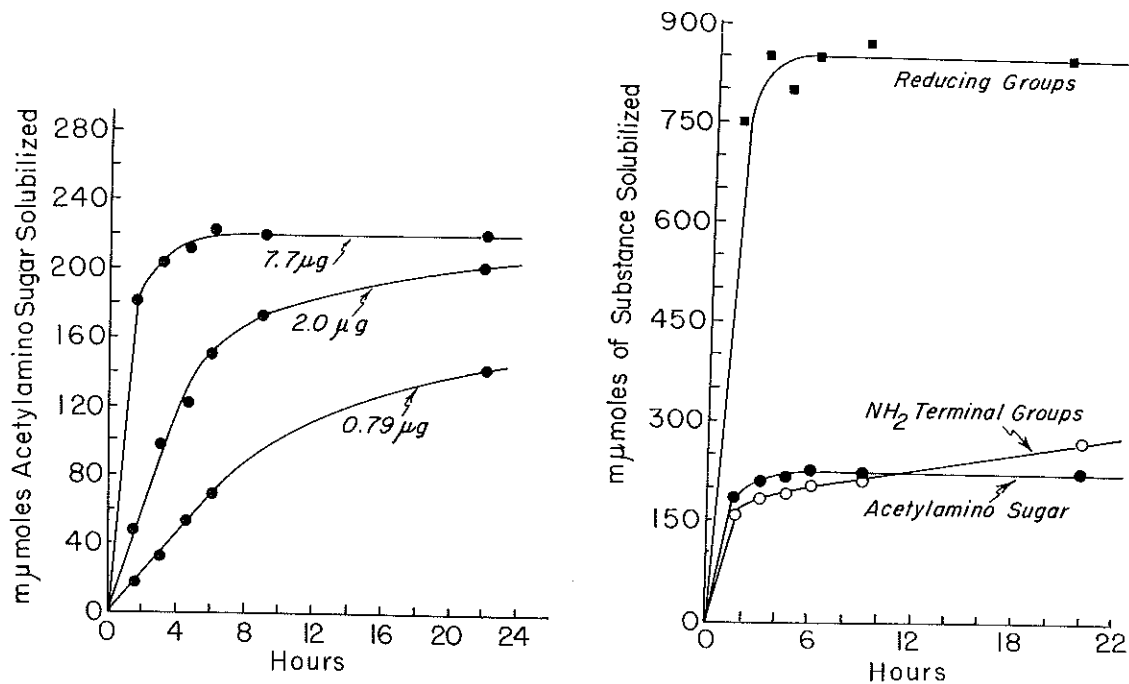 mμmoles Acetylamino Sugar Solubilized
280
240
200
160
120
80
40
0
7.7μg
2.0 μg
0.79 μg
0 4 8 12 16 20 24
Hours
mμmoles of Substance Solubilized
900
750
600
450
300
150
0
Reducing Groups
NH2 Terminal Groups
Acetylamino Sugar
0 6 12 18 22
Hours